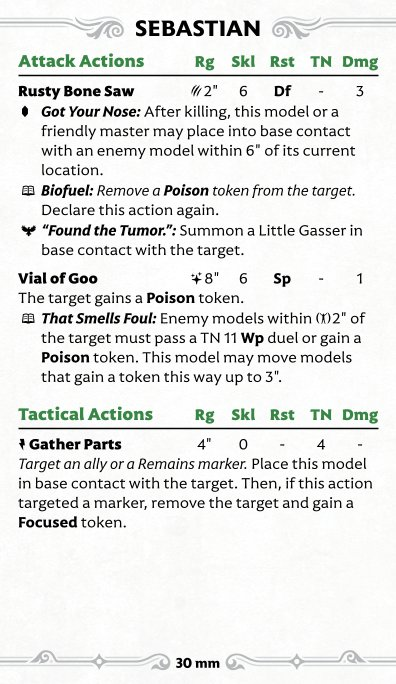 SEBASTIAN
Attack Actions Rg Skl Rst TN Dmg
Rusty Bone Saw 2" 6 Df - 3
Got Your Nose: After killing, this model or a
friendly master may place into base contact
with an enemy model within 6" of its current
location.
Biofuel: Remove a Poison token from the target.
Declare this action again.
"Found the Tumor.": Summon a Little Gasser in
base contact with the target.
Vial of Goo 8" 6 Sp - 1
The target gains a Poison token.
That Smells Foul: Enemy models within 2" of
the target must pass a TN 11 Wp duel or gain a
Poison token. This model may move models
that gain a token this way up to 3".
Tactical Actions Rg Skl Rst TN Dmg
Gather Parts 4" 0 - 4 -
Target an ally or a Remains marker. Place this model
in base contact with the target. Then, if this action
targeted a marker, remove the target and gain a
Focused token.
30 mm